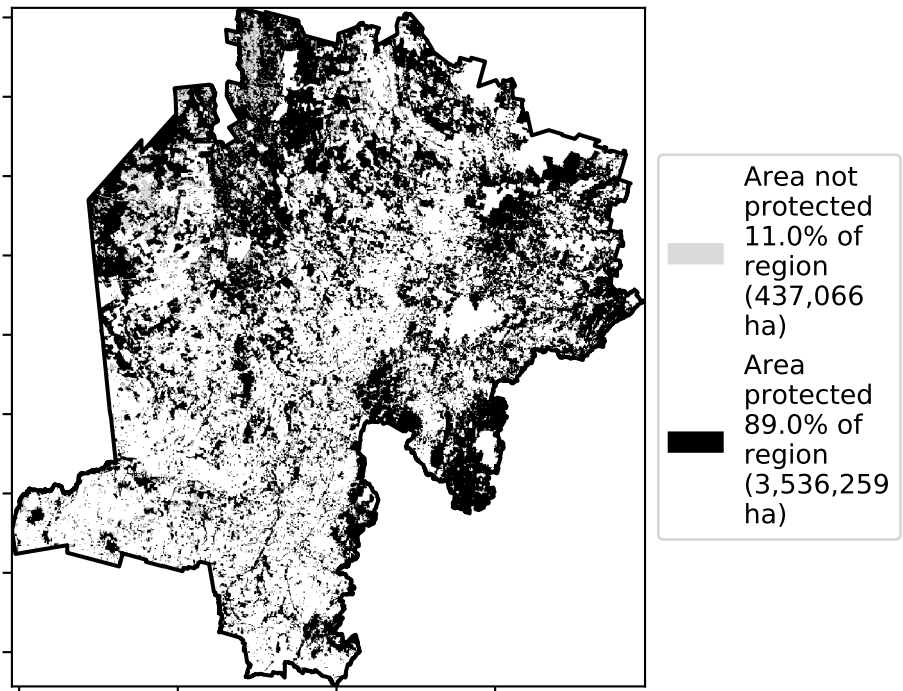 Area not
protected
11.0% of
region
(437,066
ha)
Area
protected
89.0% of
region
(3,536,259
ha)